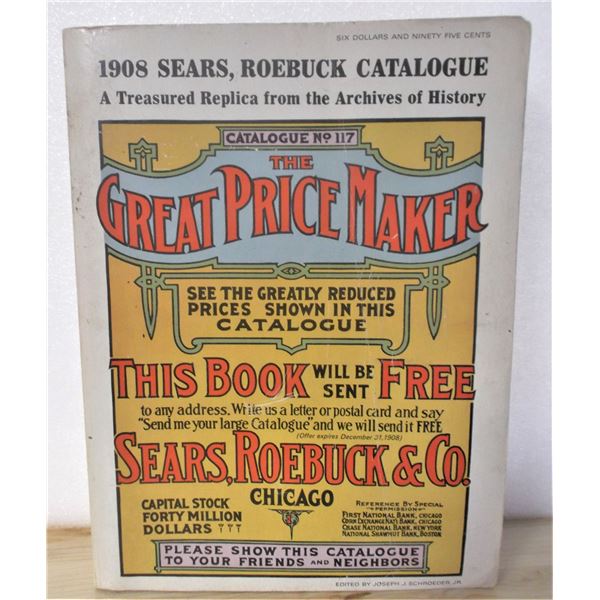 SIX DOLLARS AND NINETY FIVE CENTS
1908 SEARS, ROEBUCK CATALOGUE
A Treasured Replica from the Archives of History
CATALOGUE No 117
THE
GREAT PRICE MAKER
SEE THE GREATLY REDUCED
PRICES SHOWN IN THIS
CATALOGUE
THIS BOOK WILL BE SENT FREE
to any address. Write us a letter or postal card and say
"Send me your large Catalogue" and we will send it FREE
(Offer expires December 31, 1908)
SEARS, ROEBUCK & CO.
CHICAGO
CAPITAL STOCK
FORTY MILLION
DOLLARS
REFERENCE BY SPECIAL
PERMISSION
FIRST NATIONAL BANK, CHICAGO
CORN EXCHANGE NAT'L BANK, CHICAGO
CHASE NATIONAL BANK, NEW YORK
NATIONAL SHAWMUT BANK, BOSTON
PLEASE SHOW THIS CATALOGUE
TO YOUR FRIENDS AND NEIGHBORS
EDITED BY JOSEPH J. SCHROEDER, JR.